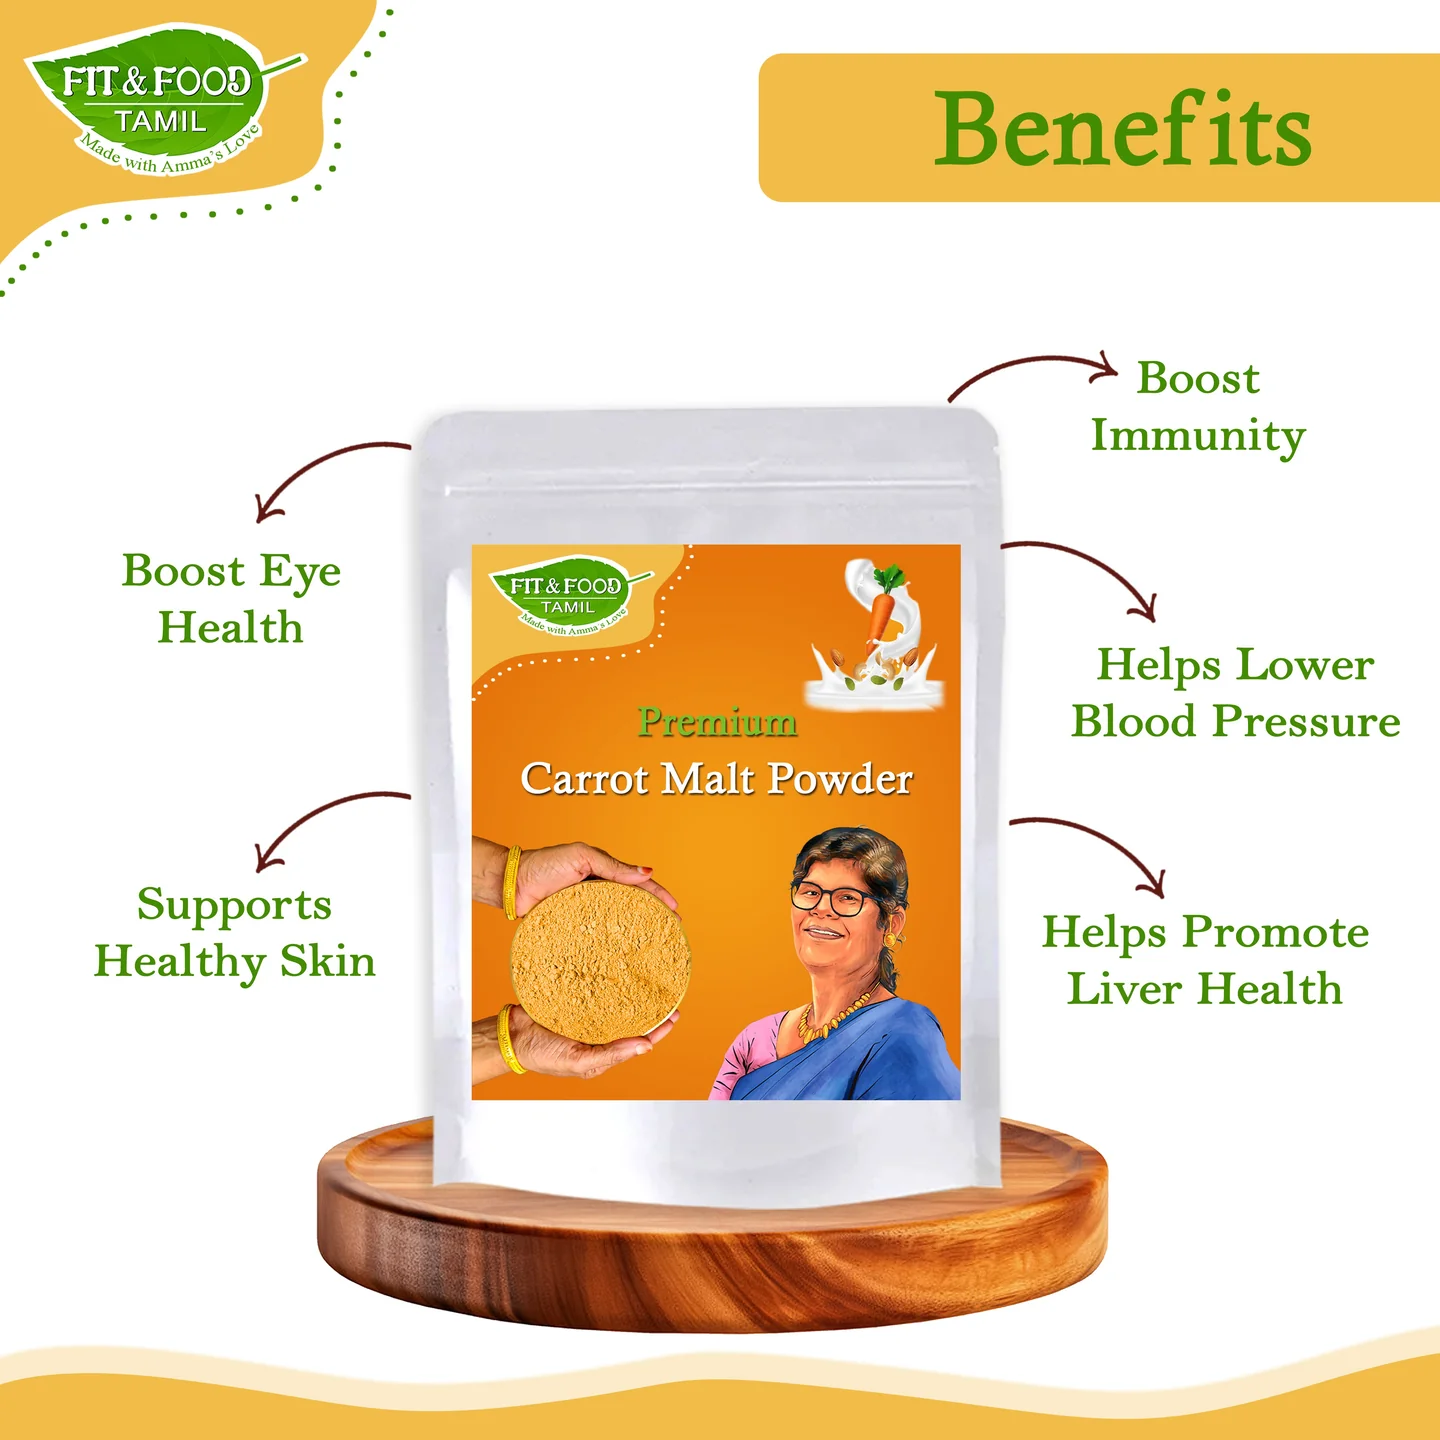 FIT & FOOD
TAMIL
Made with Amma's Love
Benefits
Boost
Immunity
Boost Eye
Health
Helps Lower
Blood Pressure
Supports
Healthy Skin
Helps Promote
Liver Health
FIT & FOOD
TAMIL
Made with Amma's Love
Premium
Carrot Malt Powder